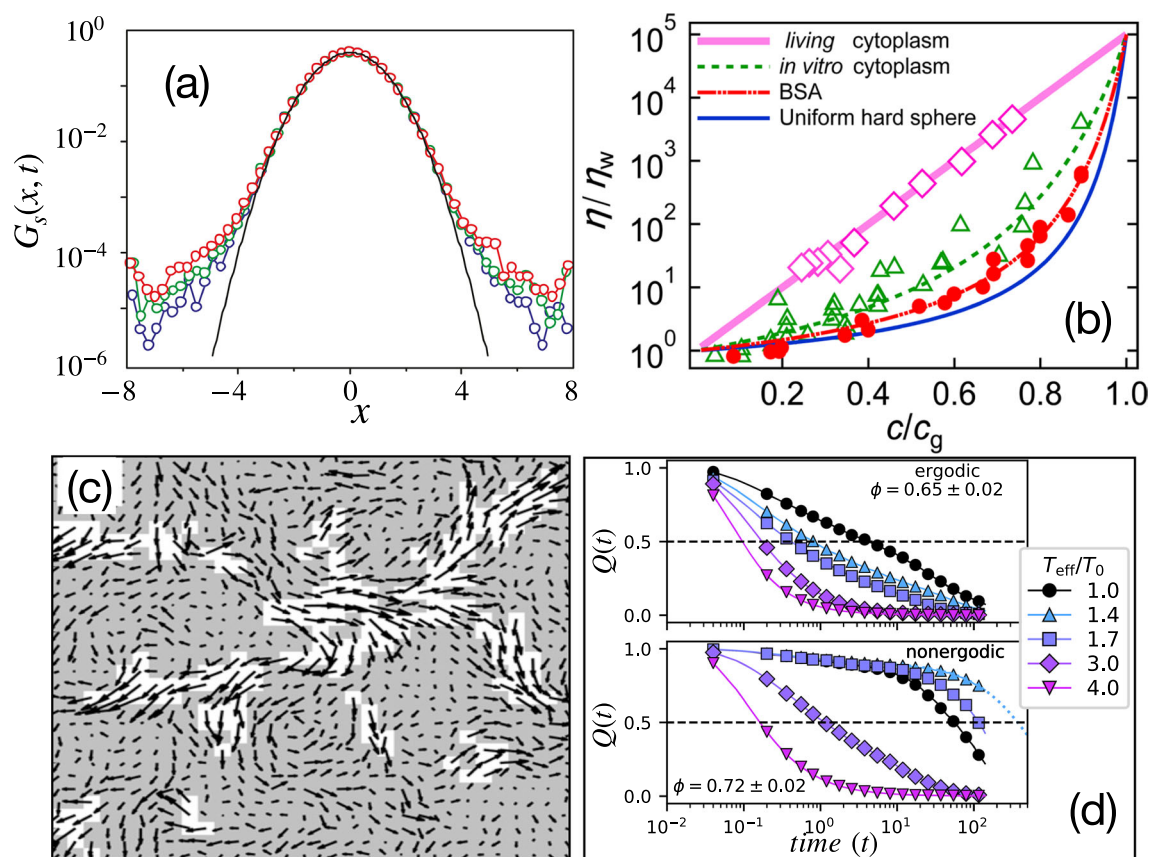 (a)
10^0
10^-2
10^-4
10^-6
G_s(x, t)
−8
−4
0
4
8
x
living cytoplasm
in vitro cytoplasm
BSA
Uniform hard sphere
(b)
10^5
10^4
10^3
10^2
10^1
10^0
η/η_w
0.2
0.4
0.6
0.8
1.0
c/c_g
(c)
1.0
0.5
0.0
Q(t)
ergodic
ϕ = 0.65 ± 0.02
1.0
0.5
0.0
Q(t)
nonergodic
ϕ = 0.72 ± 0.02
10^−2
10^−1
10^0
10^1
10^2
time (t)
(d)
T_eff/T_0
1.0
1.4
1.7
3.0
4.0